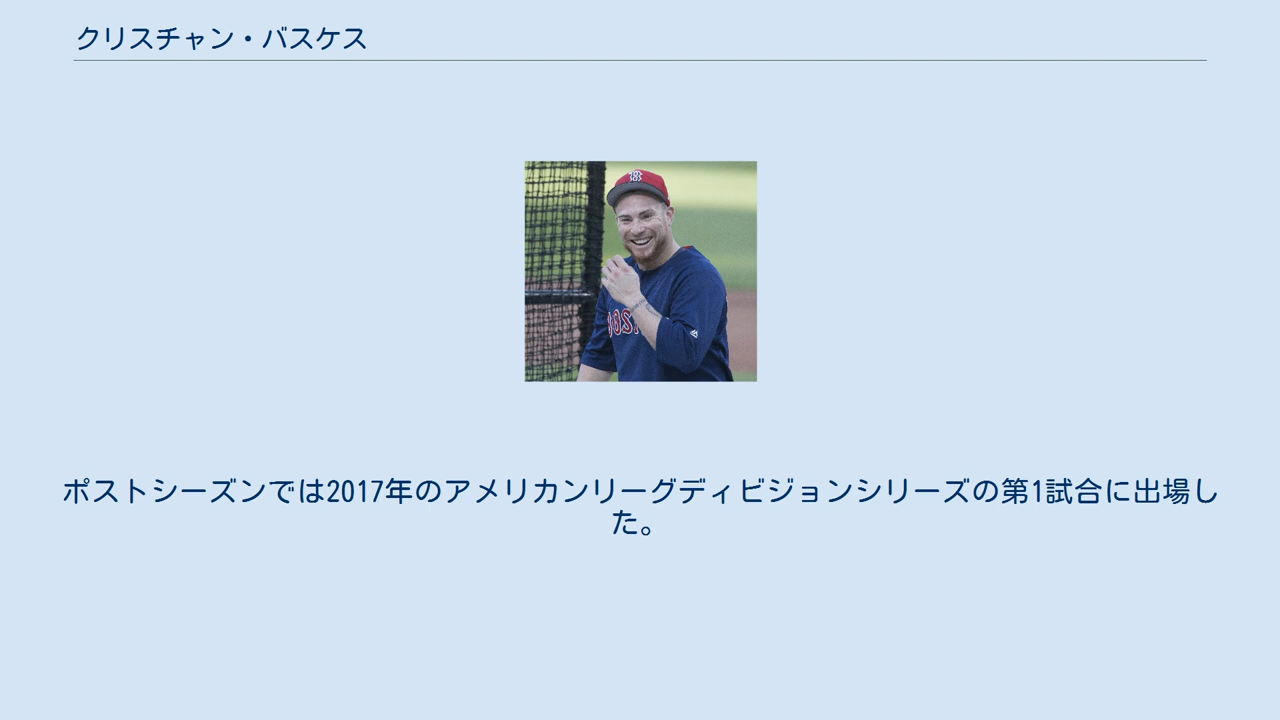 クリスチャン・バスケス
B
BOS
ポストシーズンでは2017年のアメリカンリーグディビジョンシリーズの第1試合に出場し
た。